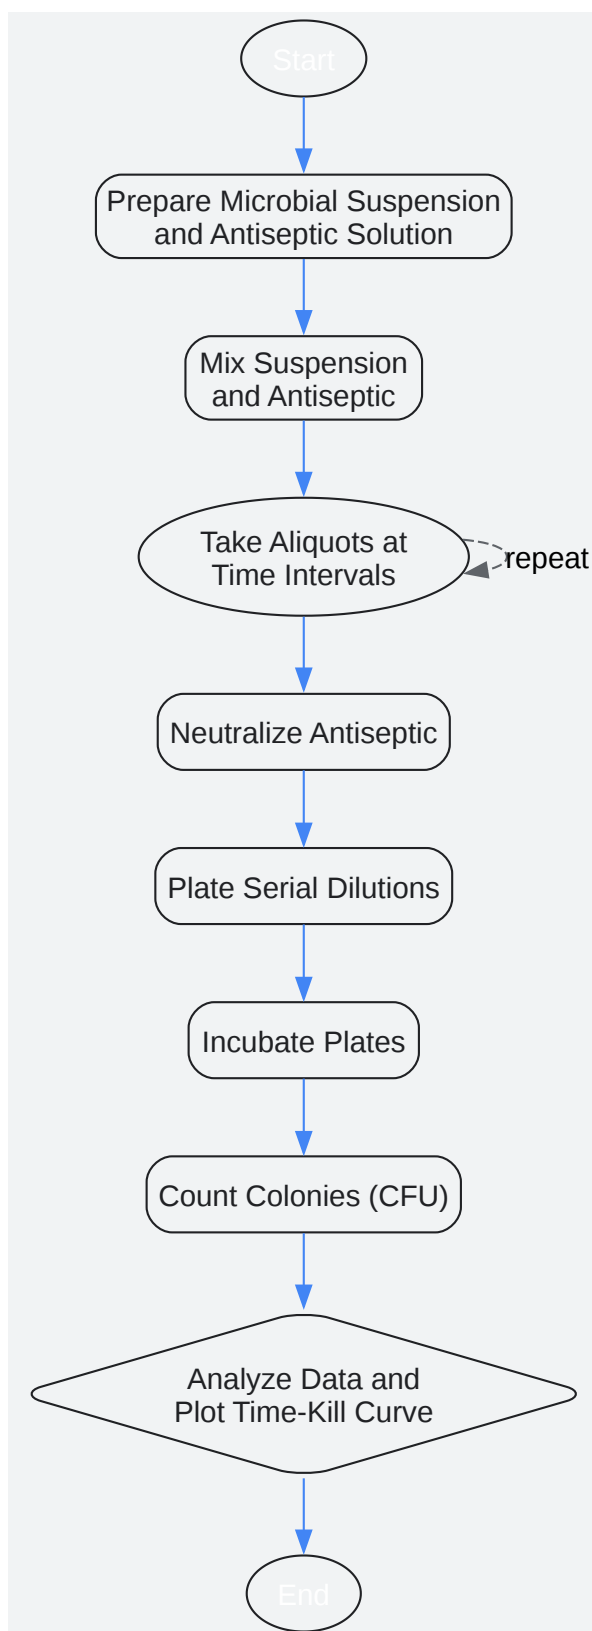 Start
Prepare Microbial Suspension
and Antiseptic Solution
Mix Suspension
and Antiseptic
Take Aliquots at
Time Intervals
repeat
Neutralize Antiseptic
Plate Serial Dilutions
Incubate Plates
Count Colonies (CFU)
Analyze Data and
Plot Time-Kill Curve
End